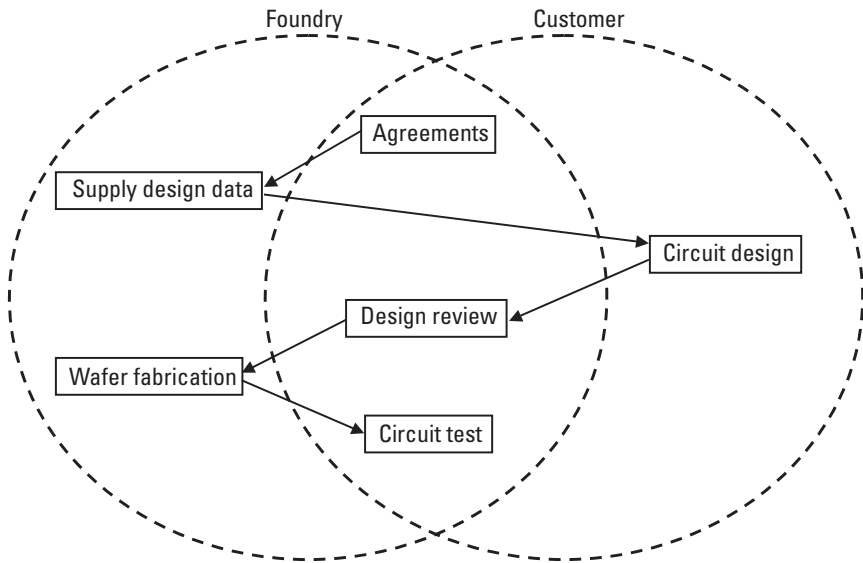 Foundry
Customer
Agreements
Supply design data
Circuit design
Design review
Wafer fabrication
Circuit test